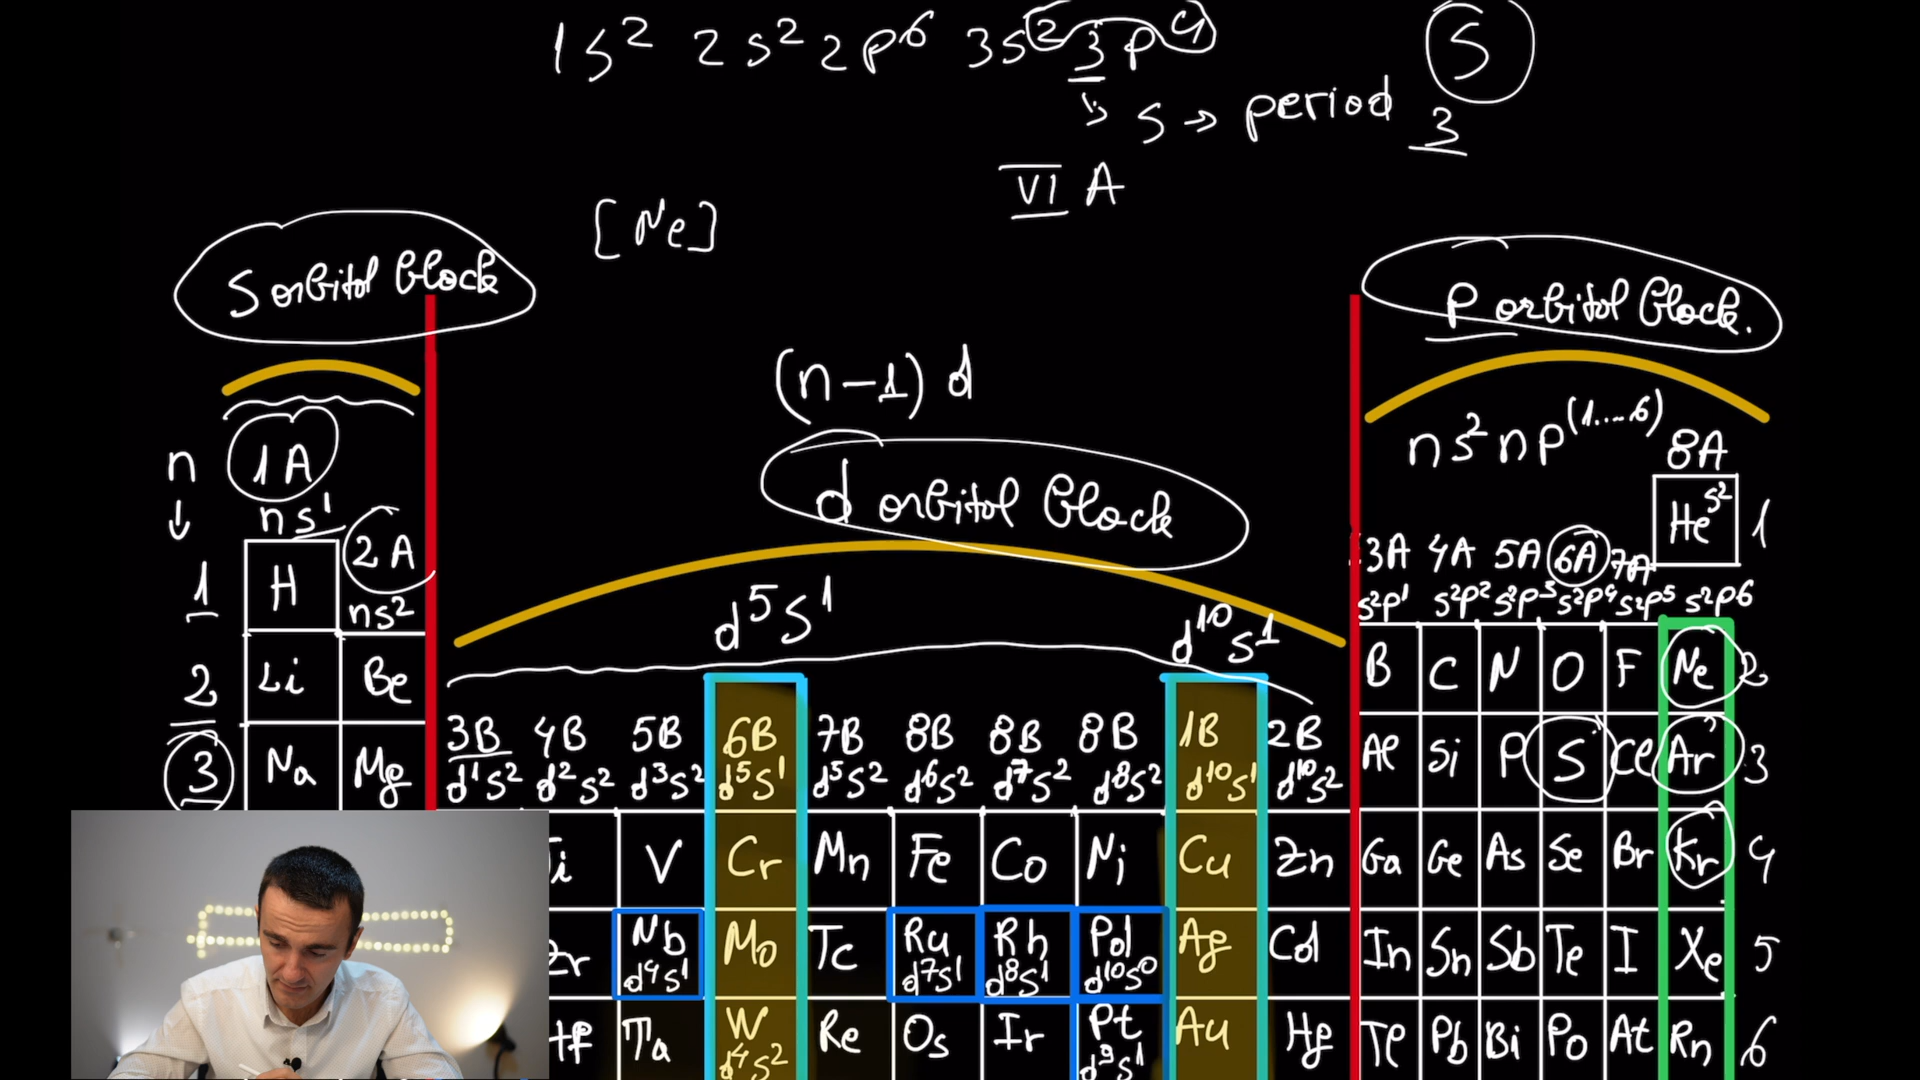 1s² 2s² 2p⁶ 3s² 3p⁴ S
S → period 3
VI A
[Ne]
S orbital block
p orbital block.
(n-1) d
ns² np⁽¹····⁶⁾
n 1A 8A
d orbital block
ns¹
2A
He s² 1
3A 4A 5A 6A 7A
1 H ns²
s²p¹ s²p² s²p³ s²p⁴ s²p⁵ s²p⁶
d⁵s¹ d¹⁰s¹
2 Li Be B C N O F Ne 2
3B 4B 5B 6B 7B 8B 8B 8B 1B 2B
d¹s² d²s² d³s² d⁵s¹ d⁵s² d⁶s² d⁷s² d⁸s² d¹⁰s¹ d¹⁰s²
3 Na Mg Al Si P S Cl Ar 3
Ti V Cr Mn Fe Co Ni Cu Zn Ga Ge As Se Br Kr 4
Zr Nb Mo Tc Ru Rh Pd Ag Cd In Sn Sb Te I Xe 5
d⁴s¹ d⁷s¹ d⁸s¹ d¹⁰s⁰
Hf Ta W Re Os Ir Pt Au Hg Tl Pb Bi Po At Rn 6
d⁴s² d⁹s¹